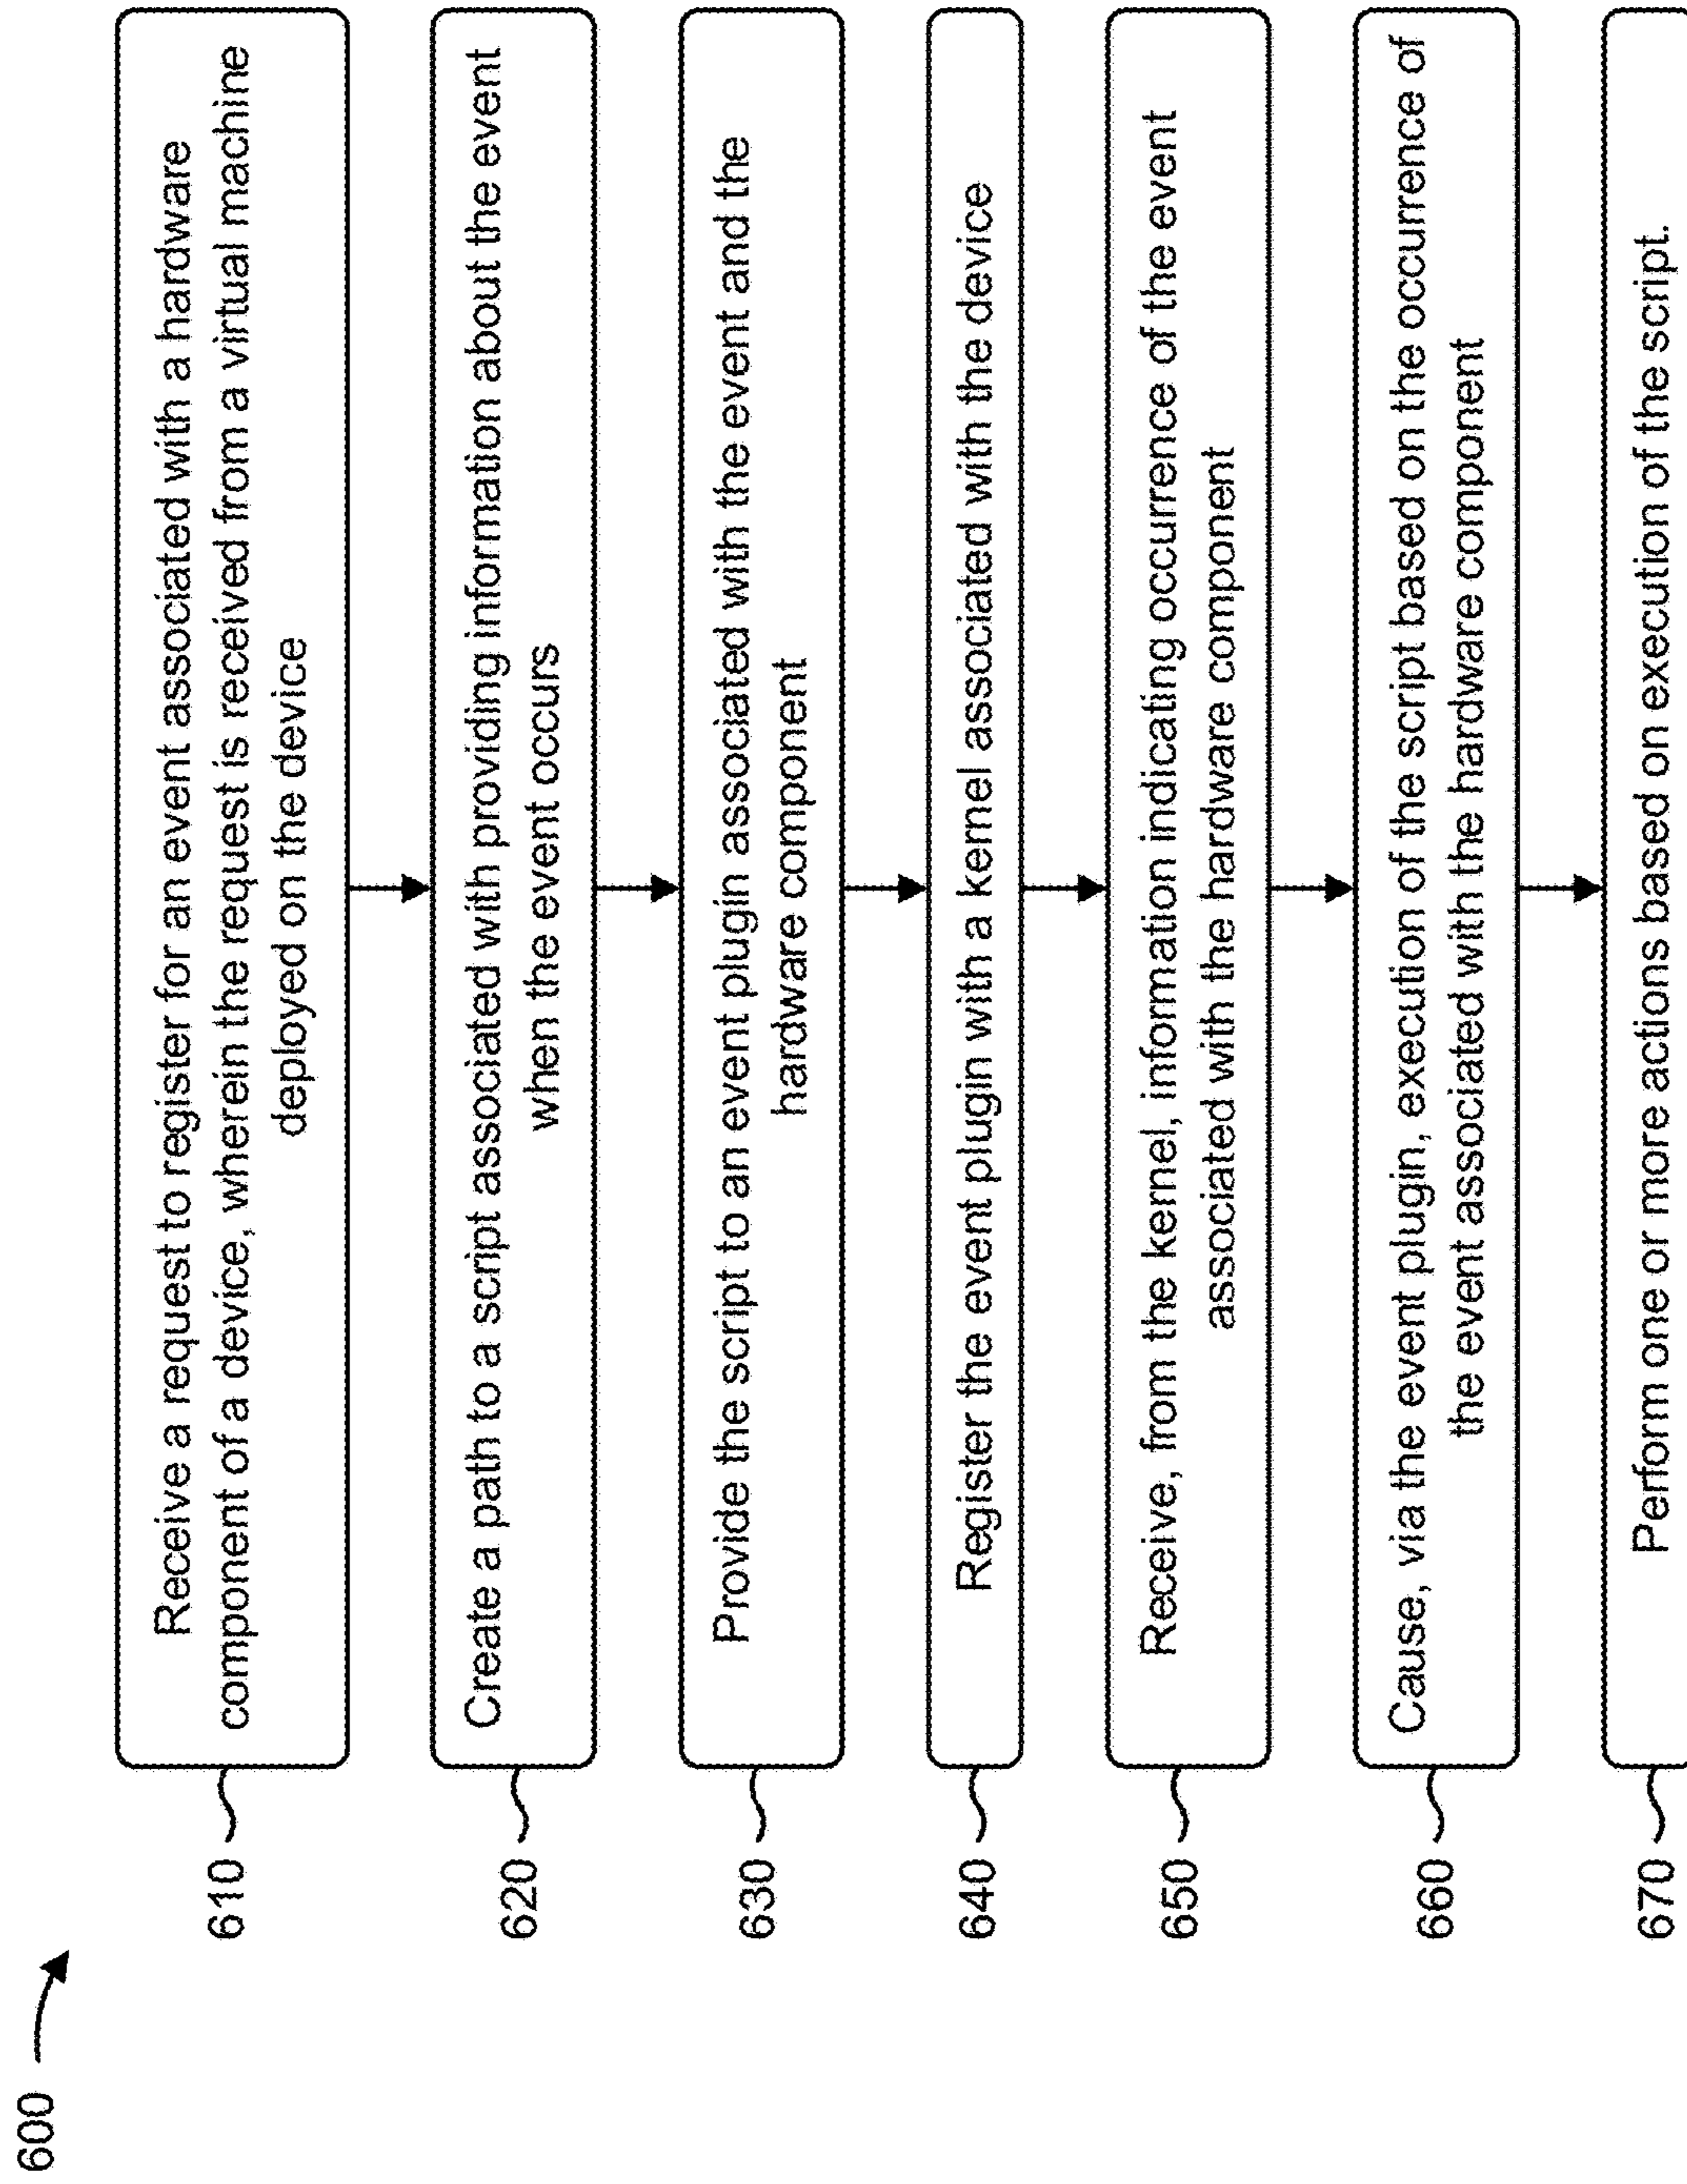 600
610
Receive a request to register for an event associated with a hardware
component of a device, wherein the request is received from a virtual machine
deployed on the device
620
Create a path to a script associated with providing information about the event
when the event occurs
630
Provide the script to an event plugin associated with the event and the
hardware component
640
Register the event plugin with a kernel associated with the device
650
Receive, from the kernel, information indicating occurrence of the event
associated with the hardware component
660
Cause, via the event plugin, execution of the script based on the occurrence of
the event associated with the hardware component
670
Perform one or more actions based on execution of the script.